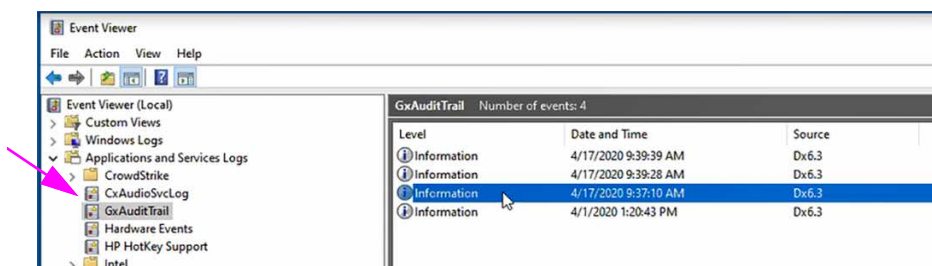 Event Viewer
File Action View Help
Event Viewer (Local)
Custom Views
Windows Logs
Applications and Services Logs
CrowdStrike
CxAudioSvcLog
GxAuditTrail
Hardware Events
HP HotKey Support
Intel
GxAuditTrail Number of events: 4
Level Date and Time Source
Information 4/17/2020 9:39:39 AM Dx6.3
Information 4/17/2020 9:39:28 AM Dx6.3
Information 4/17/2020 9:37:10 AM Dx6.3
Information 4/1/2020 1:20:43 PM Dx6.3